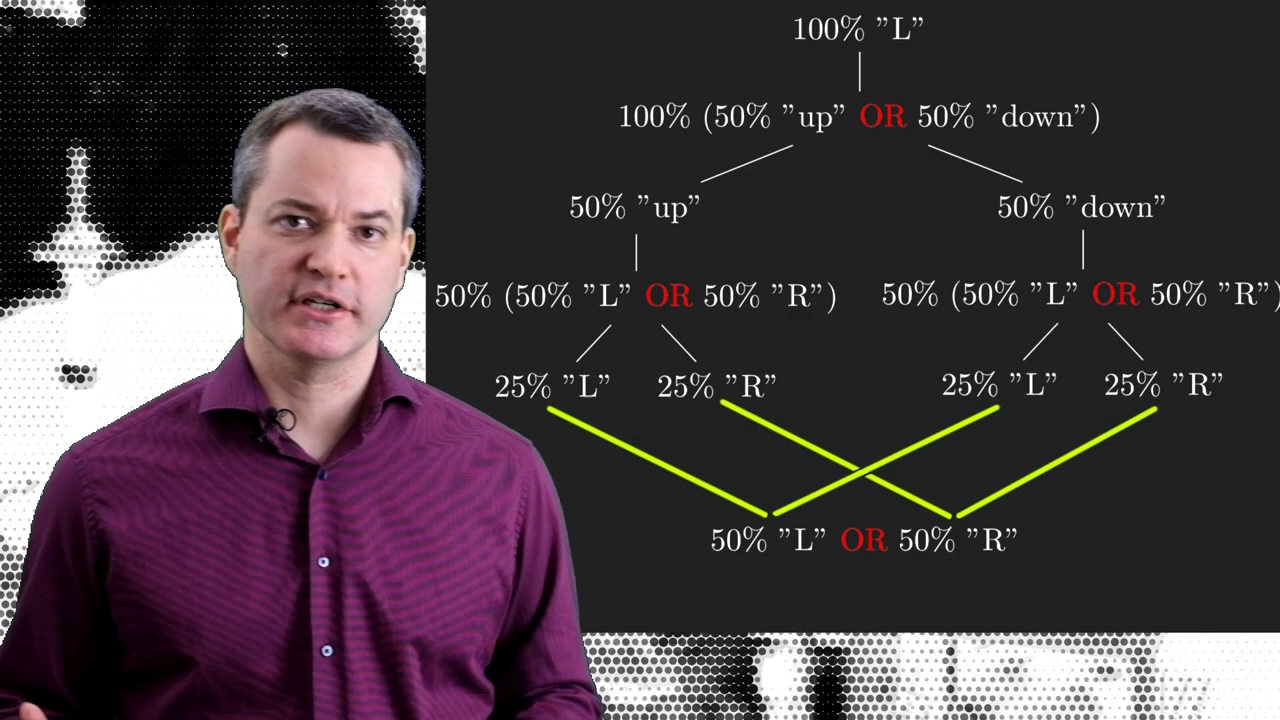 100% "L"
100% (50% "up" OR 50% "down")
50% "up" 50% "down"
50% (50% "L" OR 50% "R") 50% (50% "L" OR 50% "R")
25% "L" 25% "R" 25% "L" 25% "R"
50% "L" OR 50% "R"